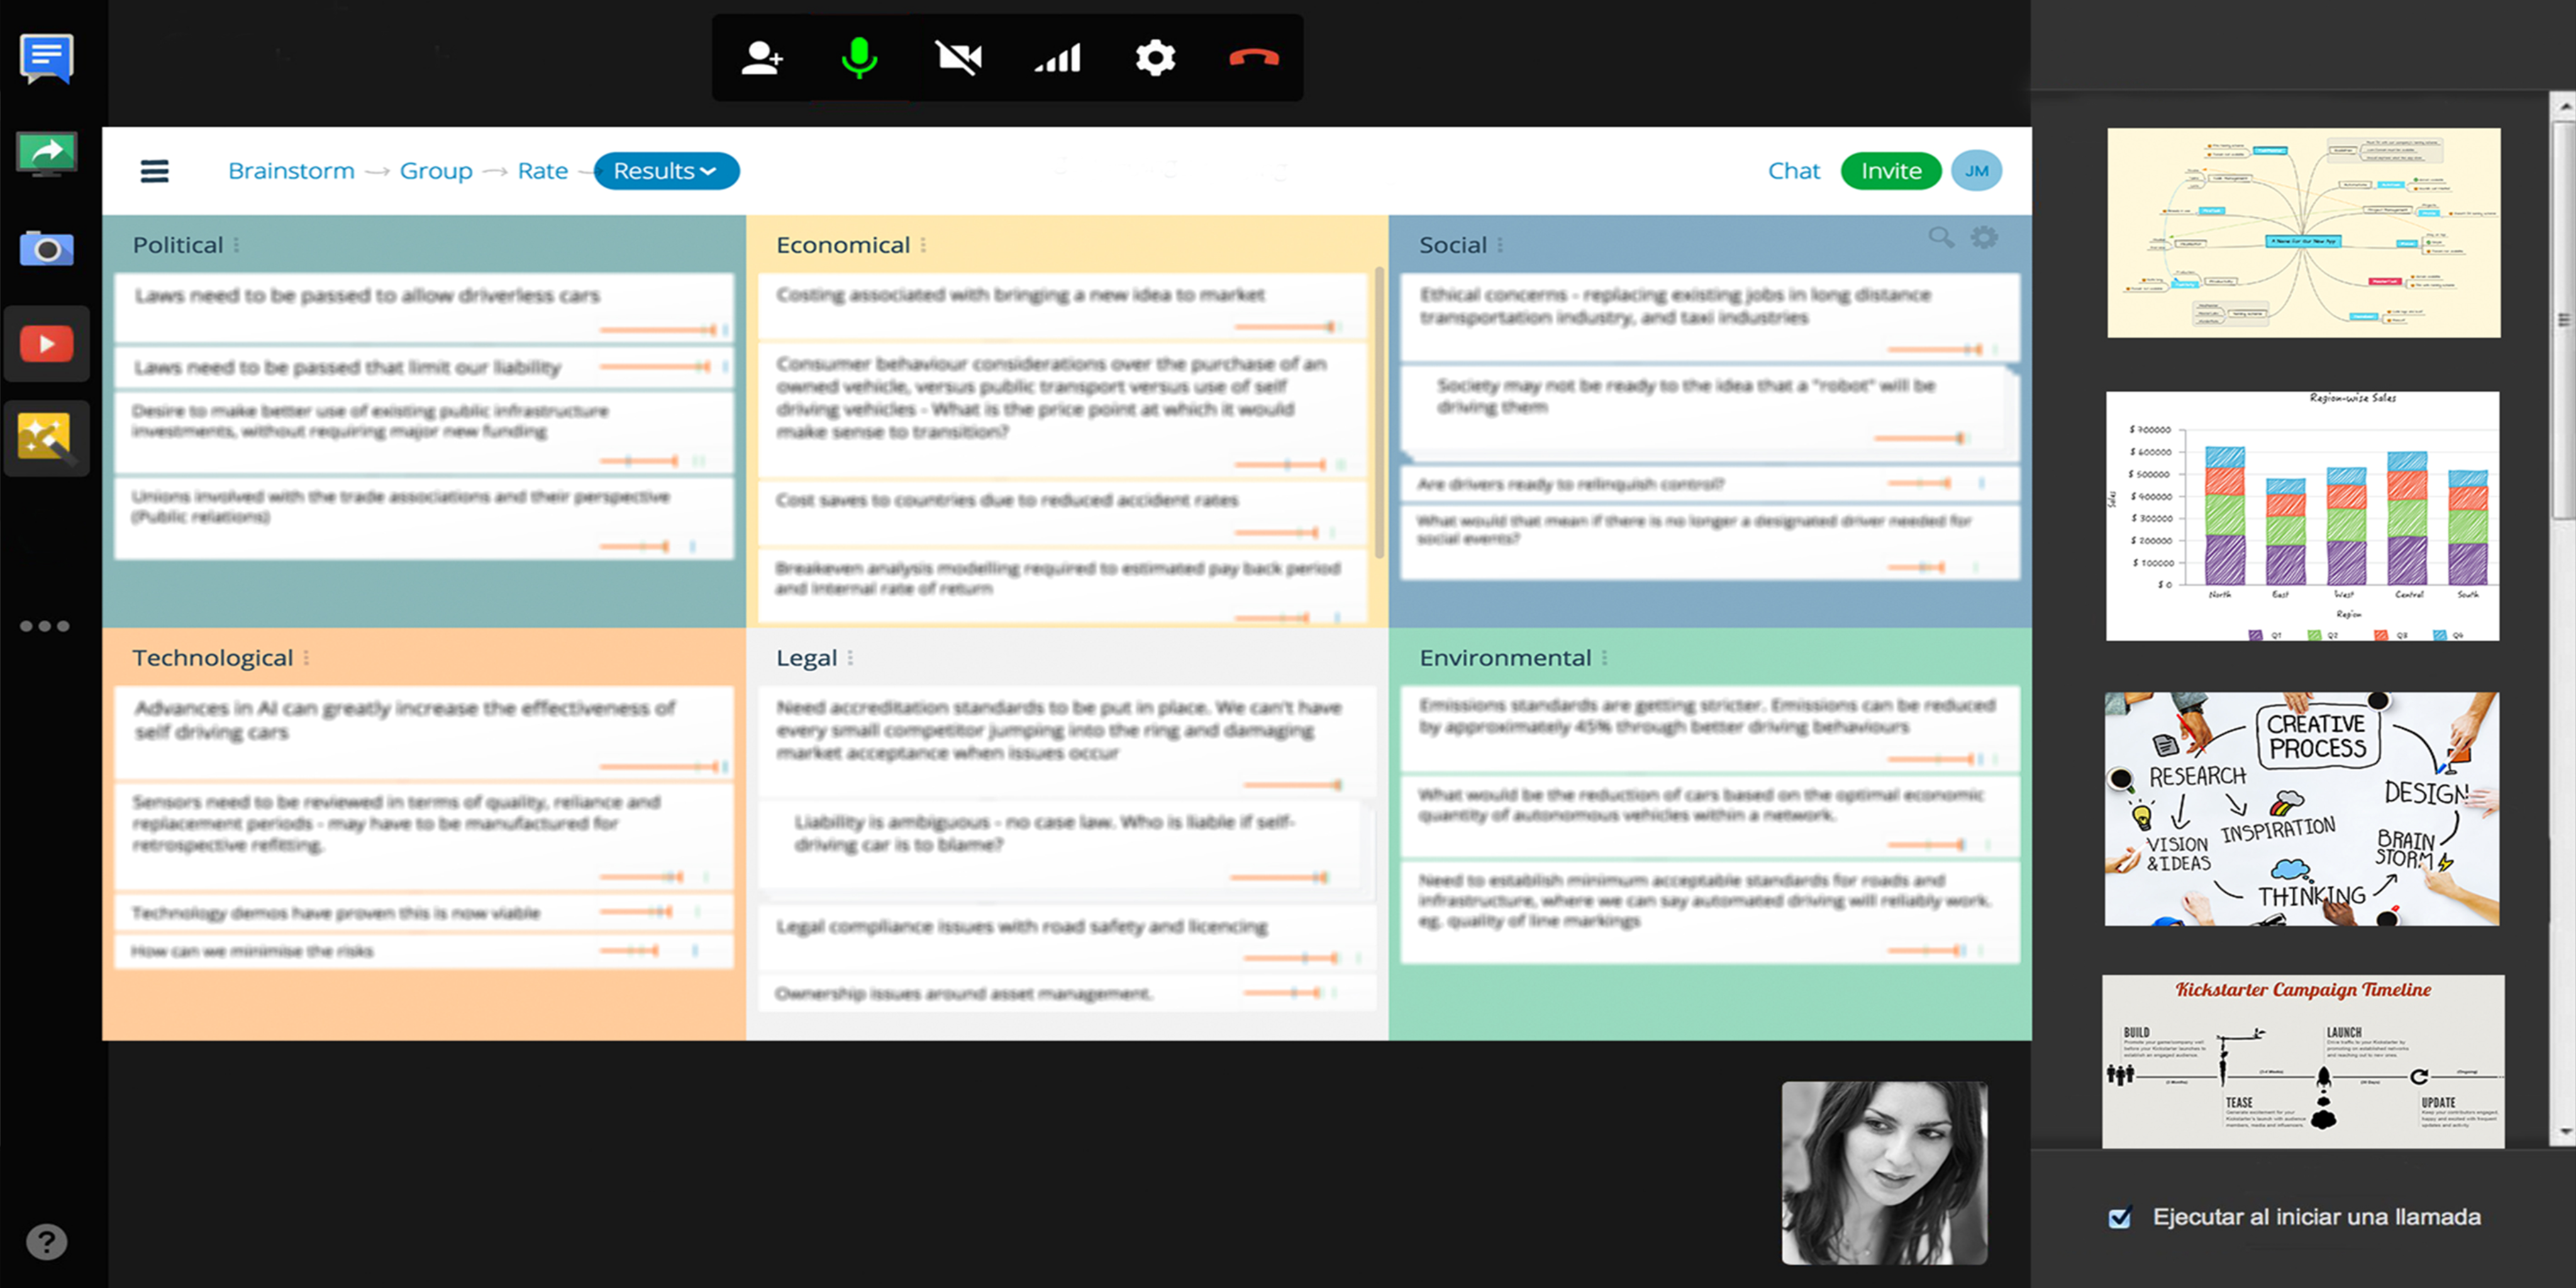 Brainstorm → Group → Rate → Results
Chat
Invite
JM
Political
Laws need to be passed to allow driverless cars
Laws need to be passed that limit our liability
Desire to make better use of existing public infrastructure
investments, without requiring major new funding
Unions involved with the trade associations and their perspective
(Public relations)
Economical
Costing associated with bringing a new idea to market
Consumer behaviour considerations over the purchase of an
owned vehicle, versus public transport versus use of self
driving vehicles - What is the price point at which it would
make sense to transition?
Cost saves to countries due to reduced accident rates
Breakeven analysis modelling required to estimated pay back period
and internal rate of return
Social
Ethical concerns - replacing existing jobs in long distance
transportation industry, and taxi industries
Society may not be ready to the idea that a "robot" will be
driving them
Are drivers ready to relinquish control?
What would that mean if there is no longer a designated driver needed for
social events?
Technological
Advances in AI can greatly increase the effectiveness of
self driving cars
Sensors need to be reviewed in terms of quality, reliance and
replacement periods - may have to be manufactured for
retrospective refitting.
Technology demos have proven this is now viable
How can we minimise the risks
Legal
Need accreditation standards to be put in place. We can't have
every small competitor jumping into the ring and damaging
market acceptance when issues occur
Liability is ambiguous - no case law. Who is liable if self-
driving car is to blame?
Legal compliance issues with road safety and licencing
Ownership issues around asset management.
Environmental
Emissions standards are getting stricter. Emissions can be reduced
by approximately 45% through better driving behaviours
What would be the reduction of cars based on the optimal economic
quantity of autonomous vehicles within a network.
Need to establish minimum acceptable standards for roads and
infrastructure, where we can say automated driving will reliably work.
eg. quality of line markings
A Name for Our New App
Region-wise Sales
$ 700000
$ 600000
$ 500000
$ 400000
$ 300000
$ 200000
$ 100000
$ 0
Sales
North East West Central South
Region
Q1 Q2 Q3 Q4
CREATIVE
PROCESS
RESEARCH
DESIGN
VISION
&IDEAS
INSPIRATION
BRAIN
STORM
THINKING
Kickstarter Campaign Timeline
BUILD
LAUNCH
TEASE
UPDATE
Ejecutar al iniciar una llamada
?